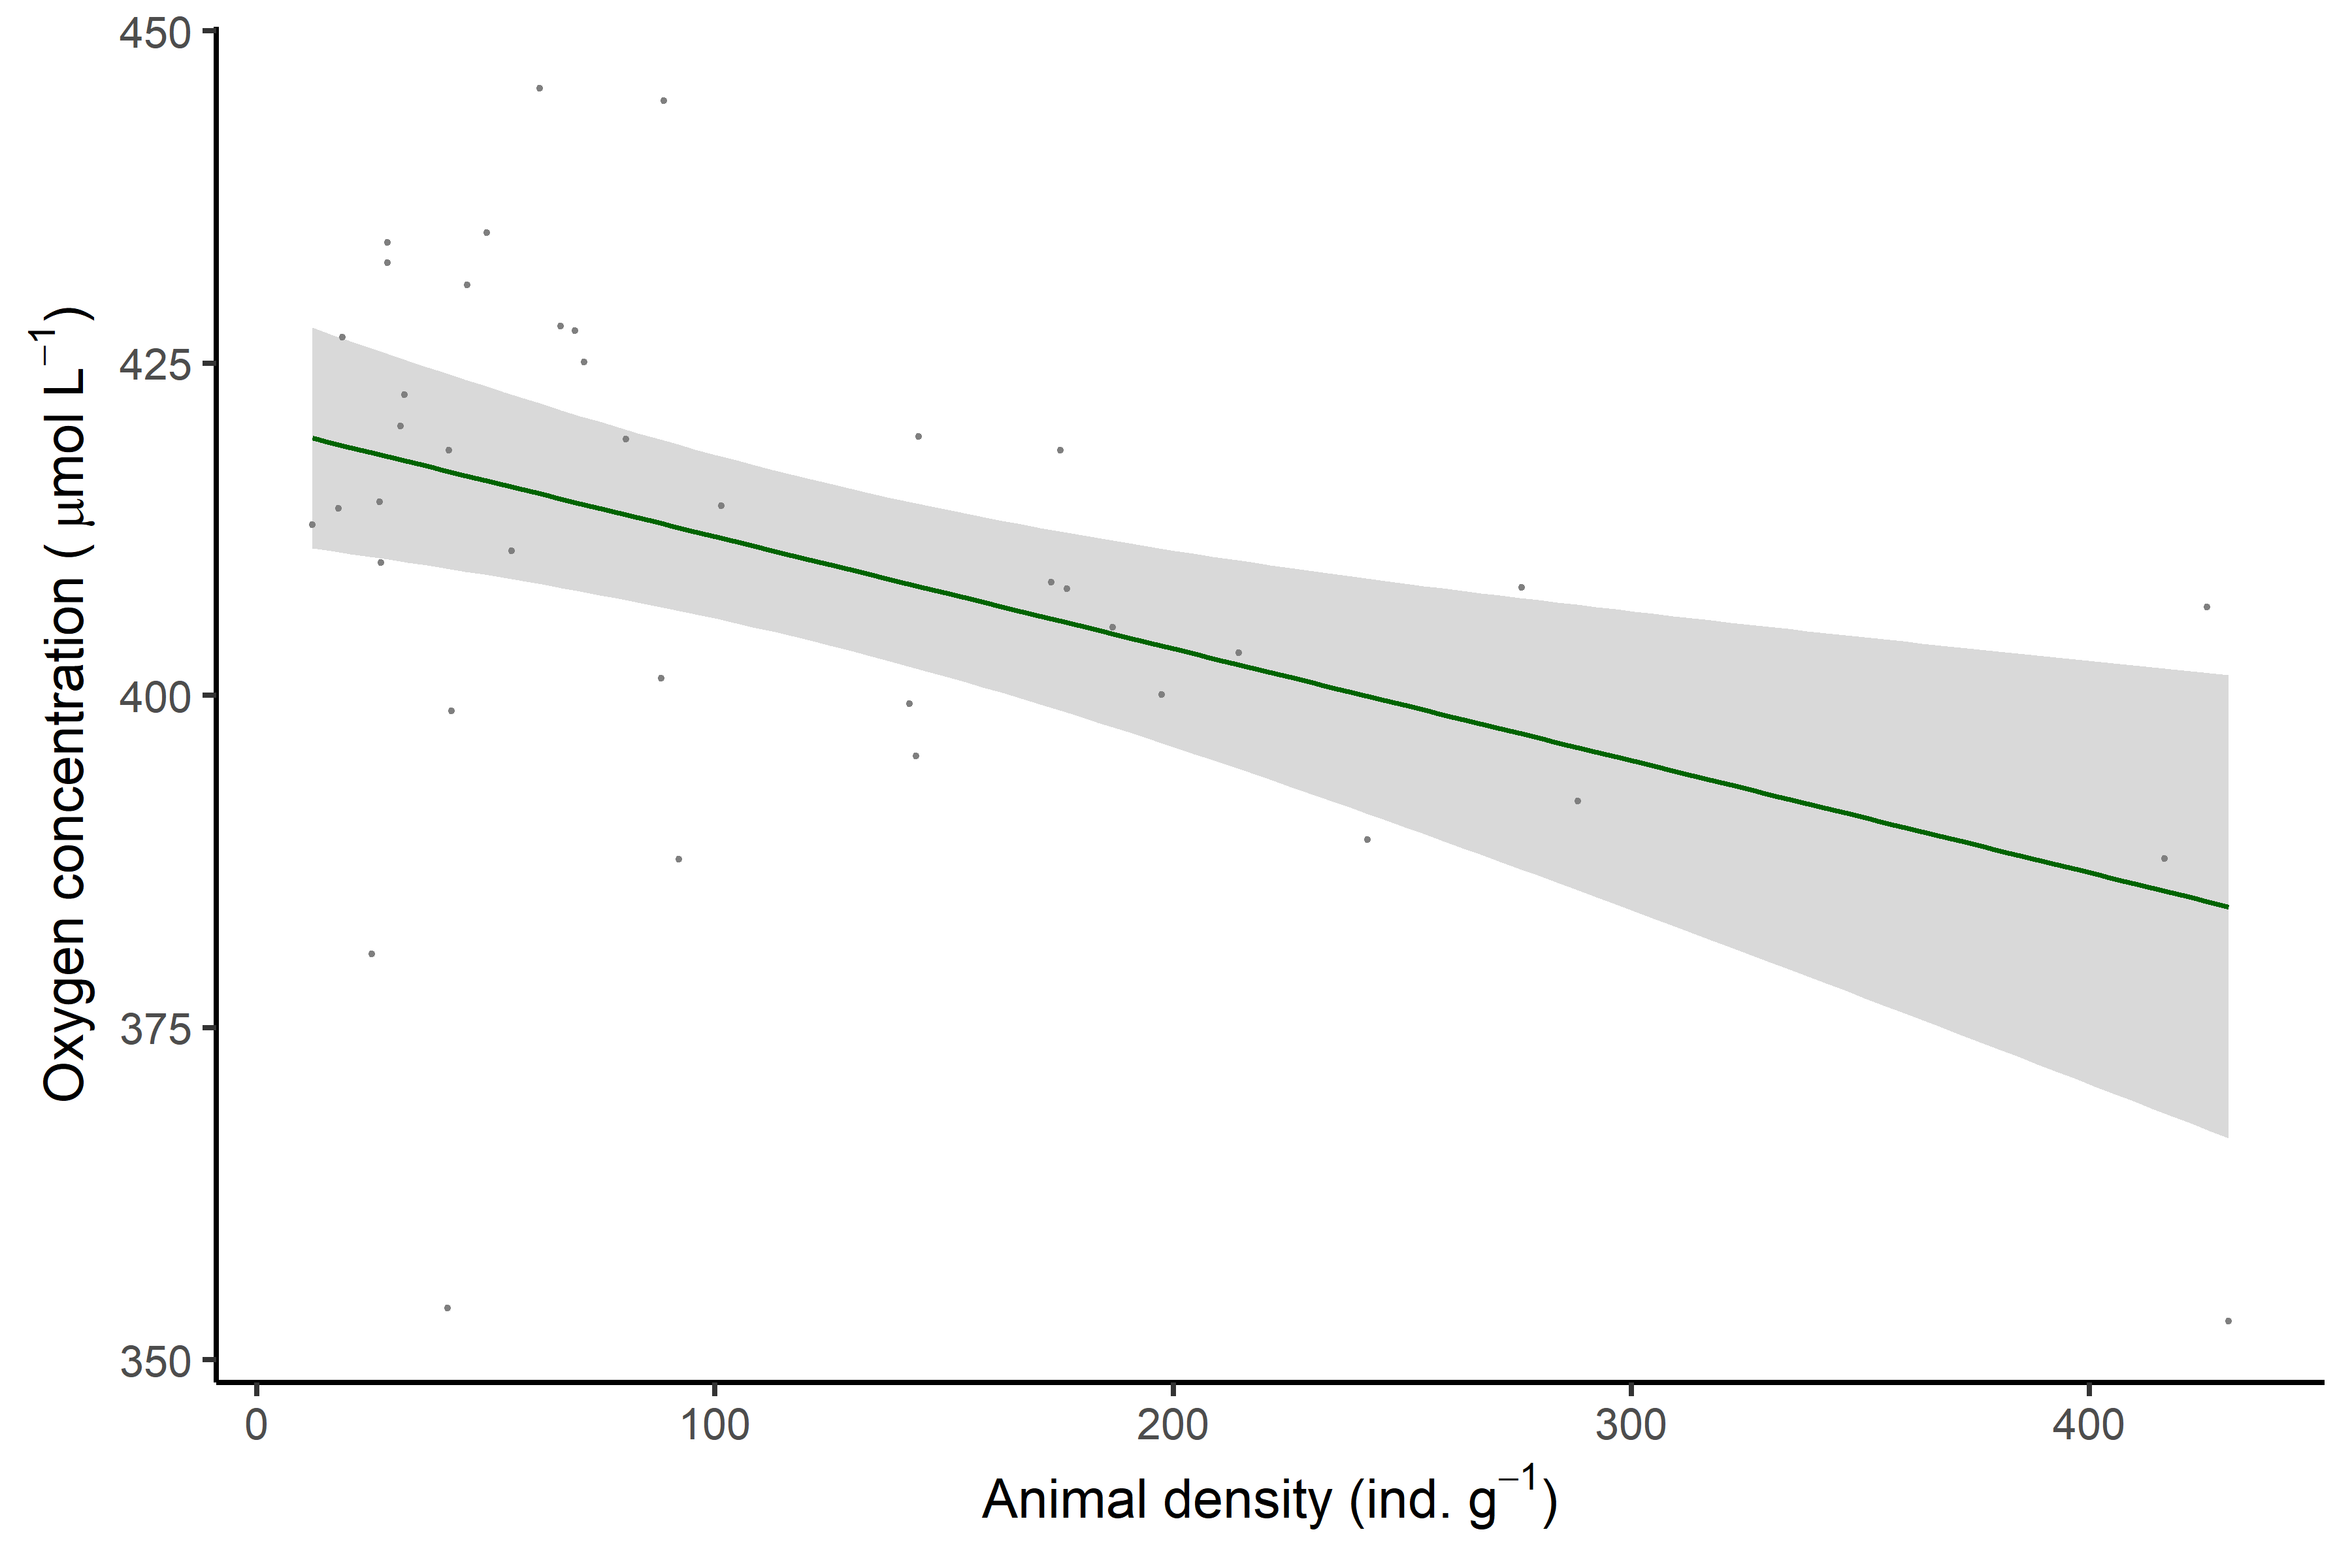 Oxygen concentration ( μmol L⁻¹)
450
425
400
375
350
0 100 200 300 400
Animal density (ind. g⁻¹)